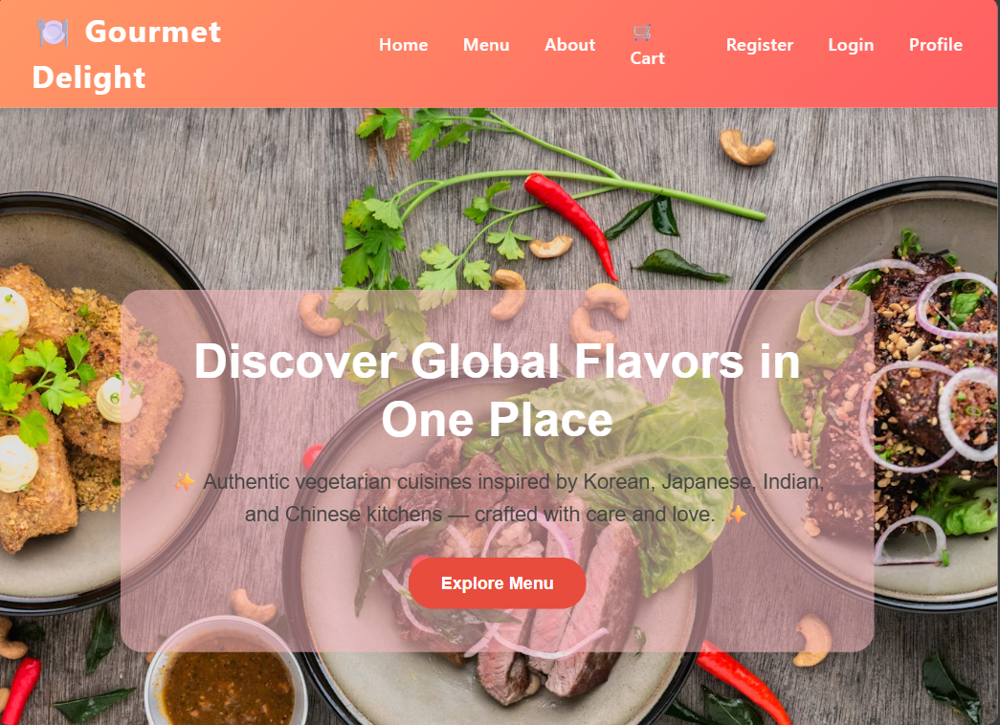 🍽️ Gourmet
Delight
Home
Menu
About
🛒
Cart
Register
Login
Profile
Discover Global Flavors in
One Place
✨ Authentic vegetarian cuisines inspired by Korean, Japanese, Indian,
and Chinese kitchens — crafted with care and love. ✨
Explore Menu